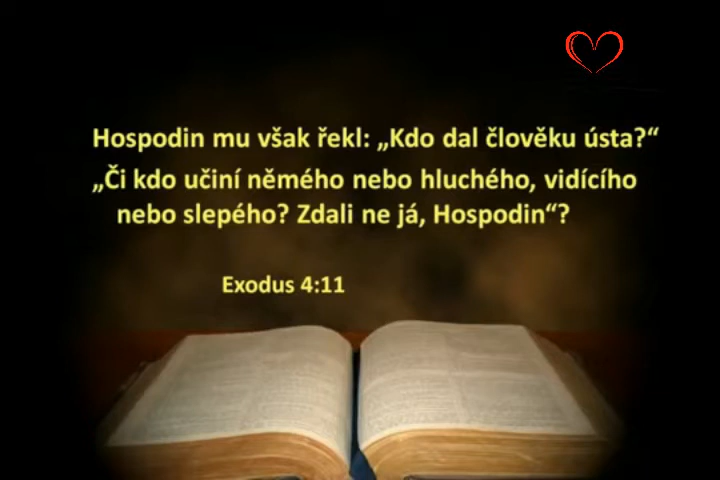 Hospodin mu však řekl: „Kdo dal člověku ústa?“
„Či kdo učiní němého nebo hluchého, vidícího
nebo slepého? Zdali ne já, Hospodin“?
Exodus 4:11